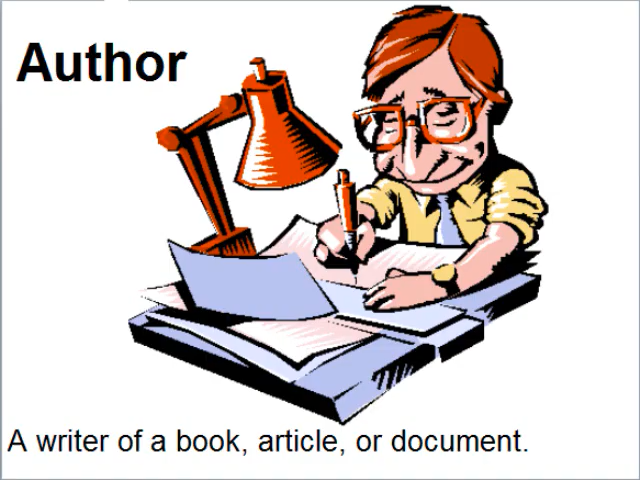 Author
A writer of a book, article, or document.